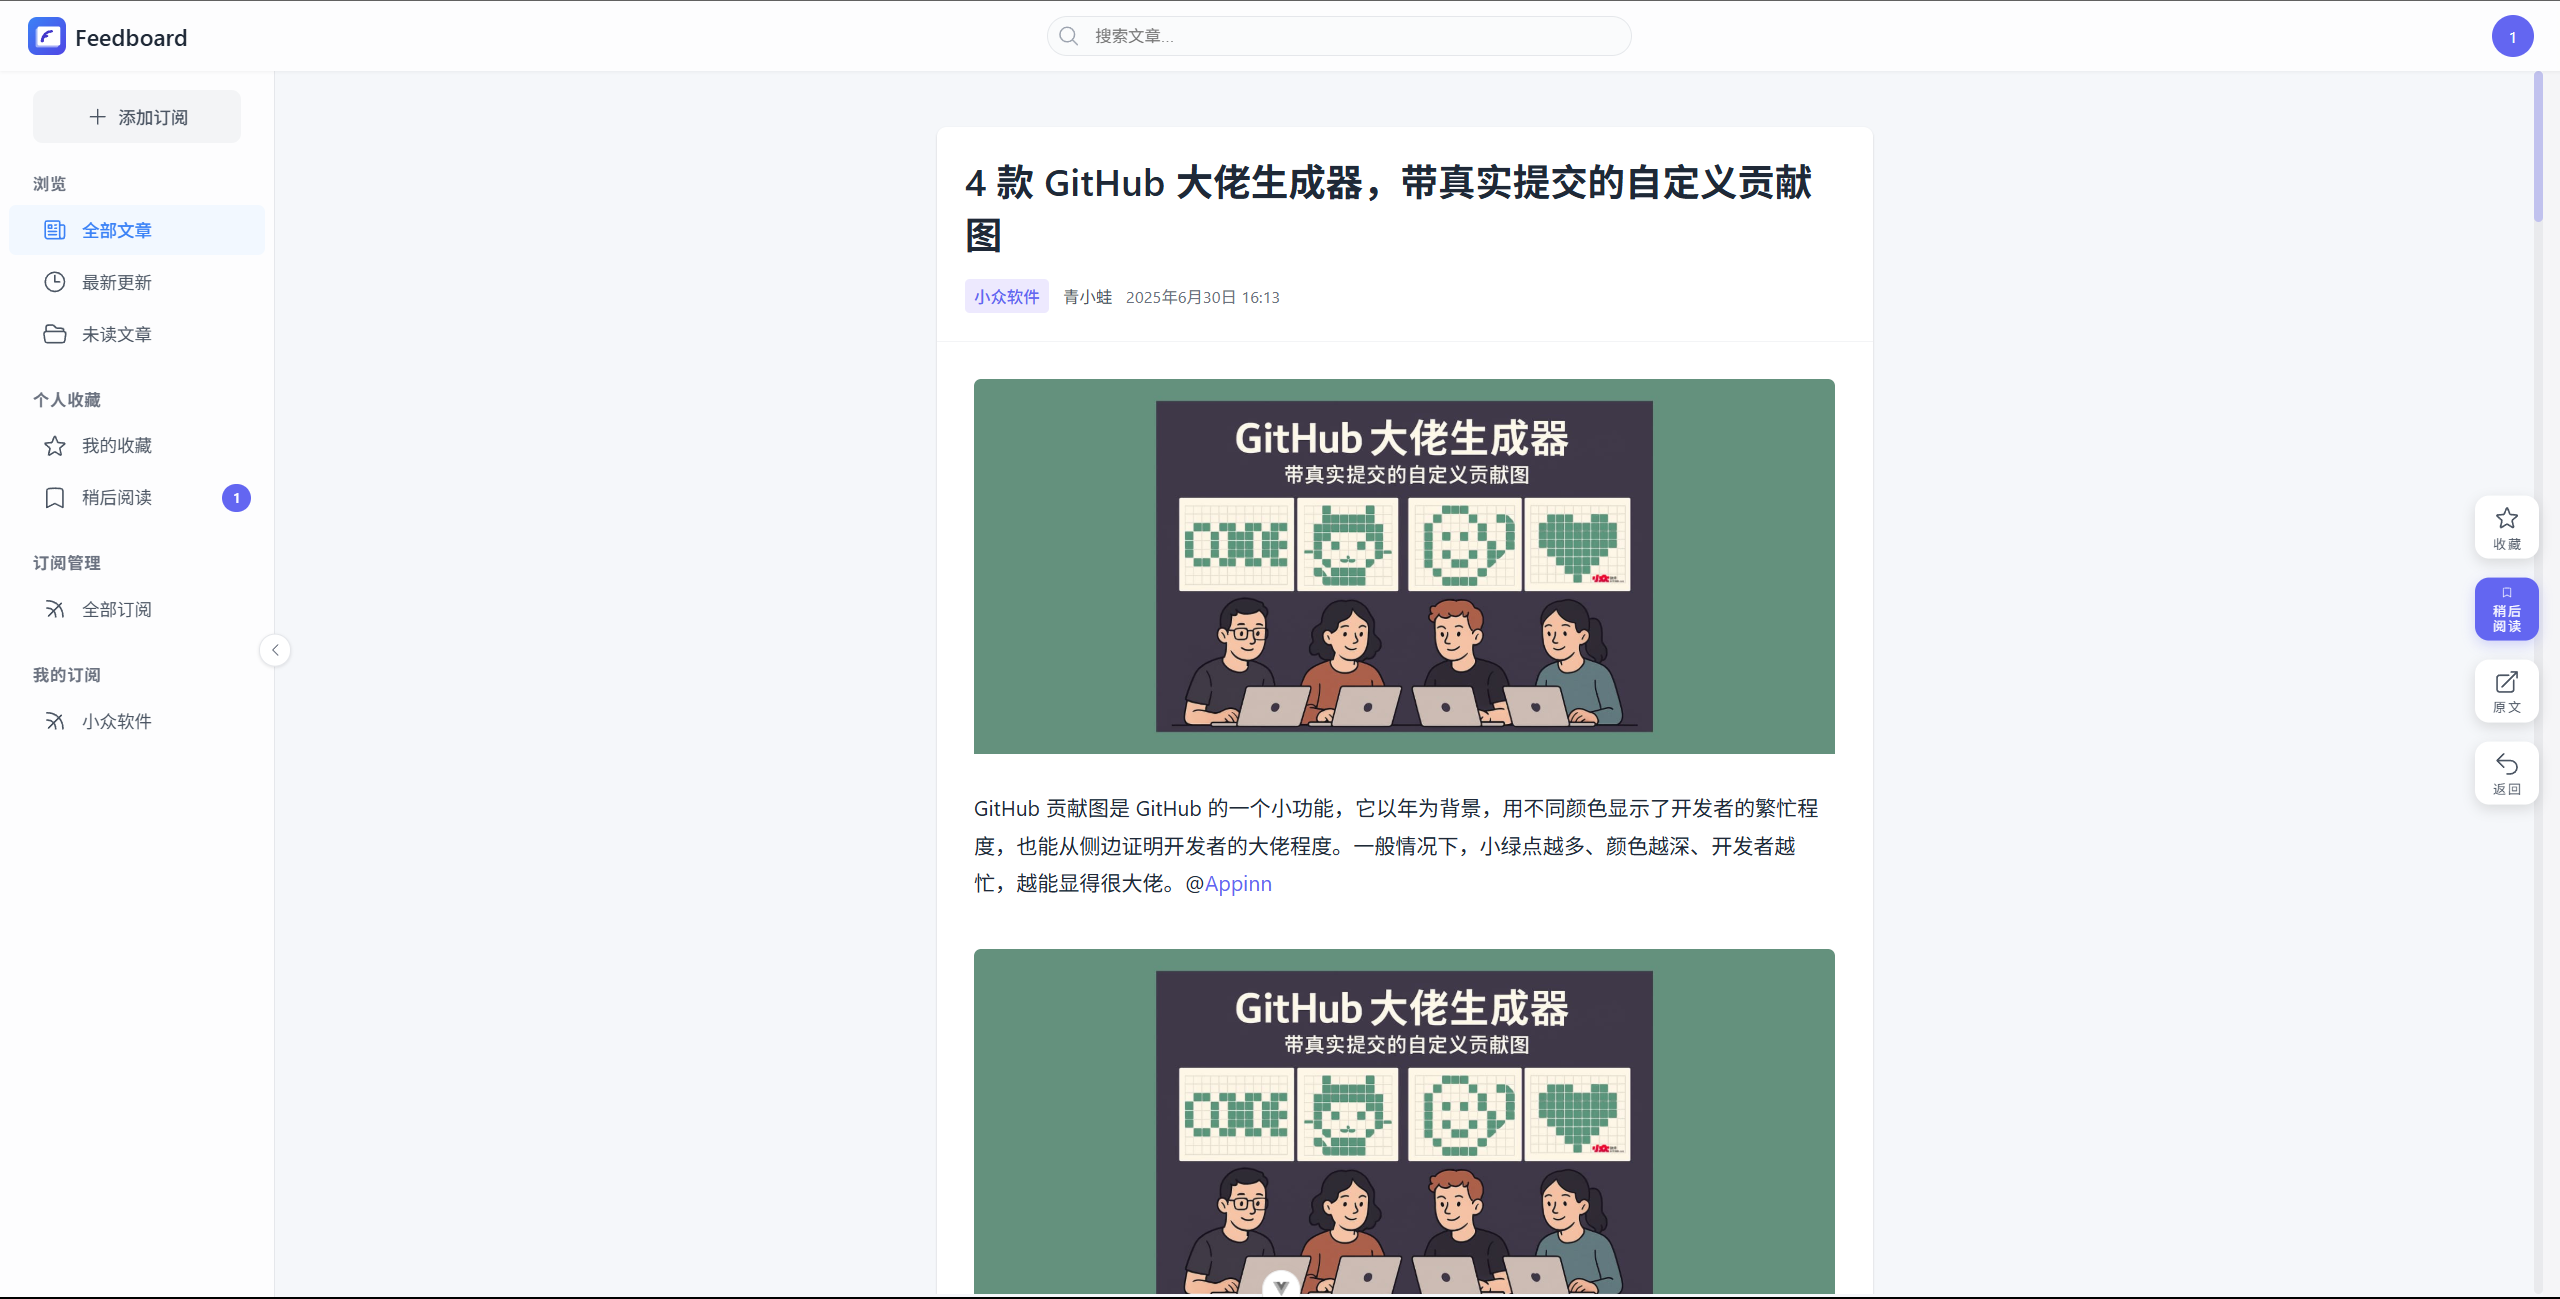 Feedboard
搜索文章...
1
添加订阅
浏览
全部文章
最新更新
未读文章
个人收藏
我的收藏
稍后阅读
1
订阅管理
全部订阅
我的订阅
小众软件
4 款 GitHub 大佬生成器，带真实提交的自定义贡献
图
小众软件 青小蛙 2025年6月30日 16:13
GitHub 大佬生成器
带真实提交的自定义贡献图
CODE
小众
GitHub 贡献图是 GitHub 的一个小功能，它以年为背景，用不同颜色显示了开发者的繁忙程
度，也能从侧边证明开发者的大佬程度。一般情况下，小绿点越多、颜色越深、开发者越
忙，越能显得很大佬。@Appinn
GitHub 大佬生成器
带真实提交的自定义贡献图
CODE
小众
收藏
稍后
阅读
原文
返回